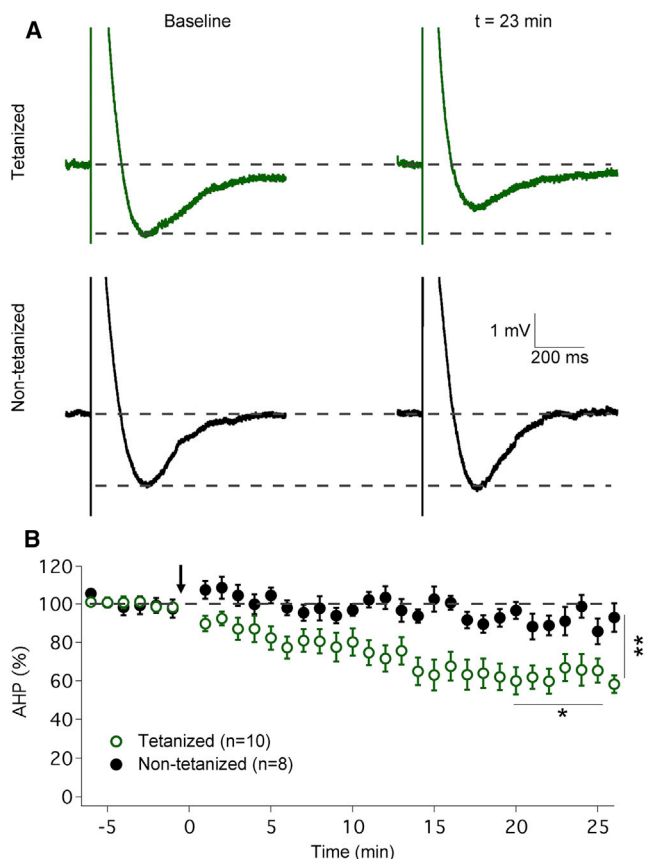 A
Baseline
t = 23 min
Tetanized
Non-tetanized
1 mV
200 ms
B
120
100
80
60
40
20
0
AHP (%)
**
*
Tetanized (n=10)
Non-tetanized (n=8)
-5
0
5
10
15
20
25
Time (min)